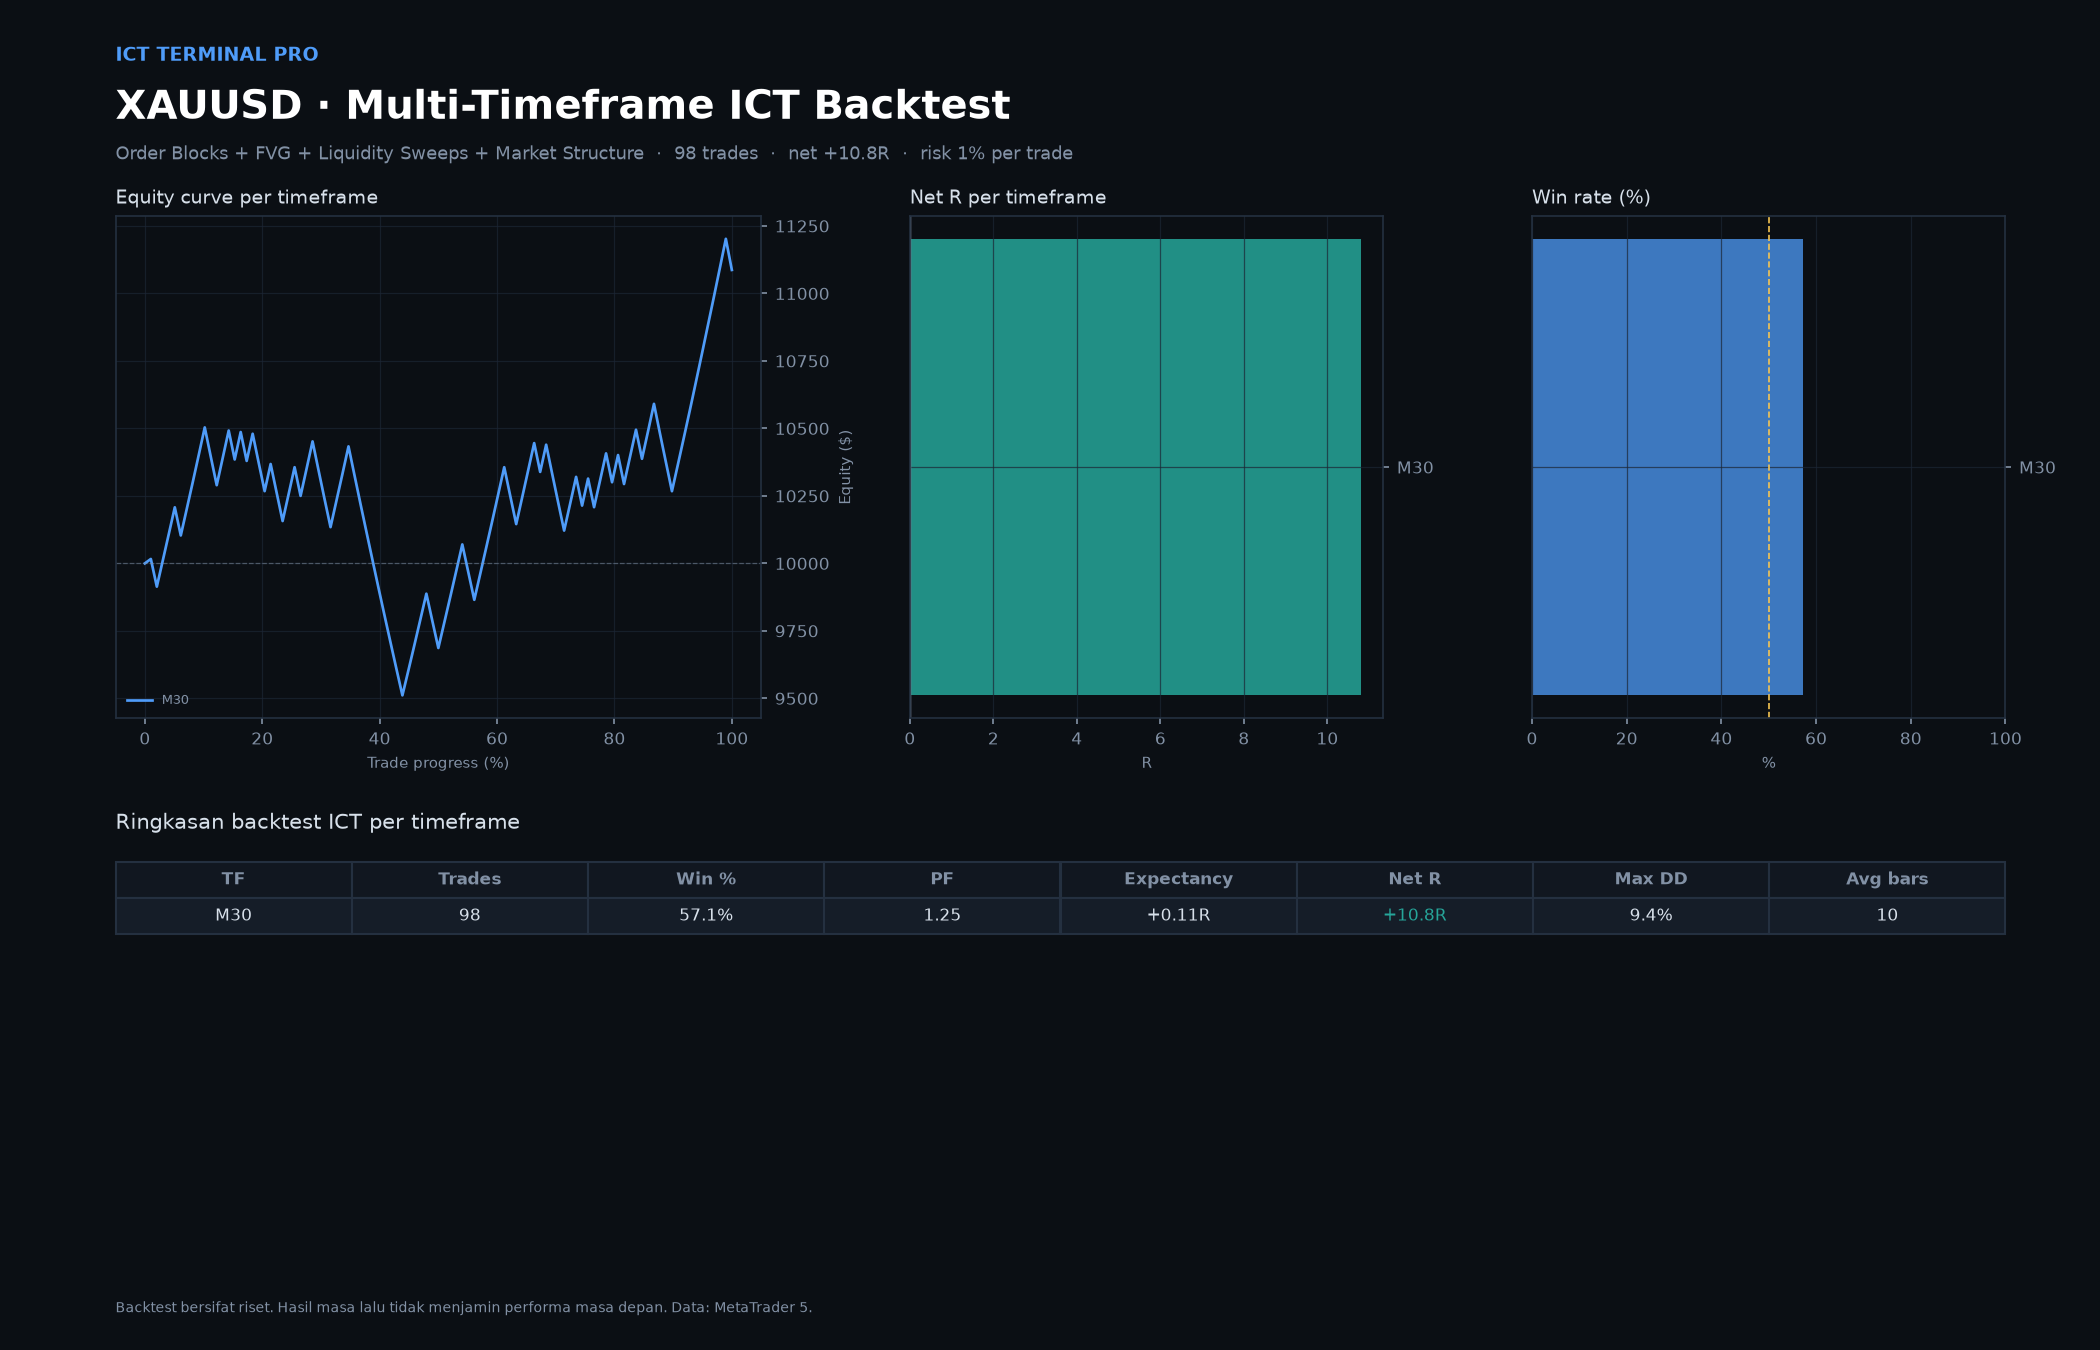 ICT TERMINAL PRO
XAUUSD · Multi-Timeframe ICT Backtest
Order Blocks + FVG + Liquidity Sweeps + Market Structure · 98 trades · net +10.8R · risk 1% per trade
Equity curve per timeframe
11250
11000
10750
10500
10250
10000
9750
9500
Equity ($)
M30
0 20 40 60 80 100
Trade progress (%)
Net R per timeframe
M30
0 2 4 6 8 10
R
Win rate (%)
M30
0 20 40 60 80 100
%
Ringkasan backtest ICT per timeframe
TF Trades Win % PF Expectancy Net R Max DD Avg bars
M30 98 57.1% 1.25 +0.11R +10.8R 9.4% 10
Backtest bersifat riset. Hasil masa lalu tidak menjamin performa masa depan. Data: MetaTrader 5.